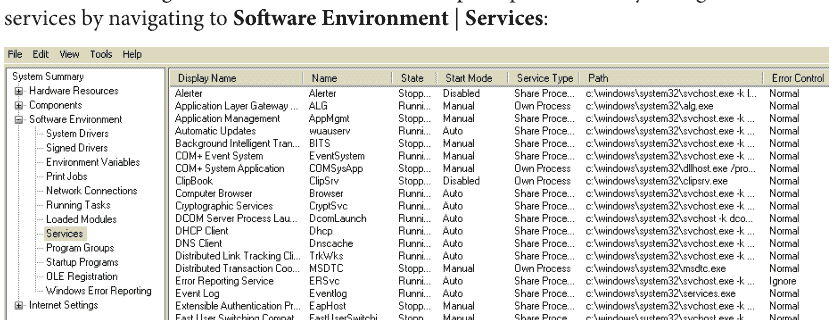 services by navigating to Software Environment | Services:
File Edit View Tools Help
System Summary
Hardware Resources
Components
Software Environment
System Drivers
Signed Drivers
Environment Variables
Print Jobs
Network Connections
Running Tasks
Loaded Modules
Services
Program Groups
Startup Programs
OLE Registration
Windows Error Reporting
Internet Settings
Display Name Name State Start Mode Service Type Path Error Control
Alerter Alerter Stopp... Disabled Share Proce... c:\windows\system32\svchost.exe -k l... Normal
Application Layer Gateway ... ALG Runni... Manual Own Process c:\windows\system32\alg.exe Normal
Application Management AppMgmt Stopp... Manual Share Proce... c:\windows\system32\svchost.exe -k ... Normal
Automatic Updates wuauserv Runni... Auto Share Proce... c:\windows\system32\svchost.exe -k ... Normal
Background Intelligent Tran... BITS Runni... Manual Share Proce... c:\windows\system32\svchost.exe -k ... Normal
COM+ Event System EventSystem Runni... Manual Share Proce... c:\windows\system32\svchost.exe -k ... Normal
COM+ System Application COMSysApp Stopp... Manual Own Process c:\windows\system32\dllhost.exe /pro... Normal
ClipBook ClipSrv Stopp... Disabled Own Process c:\windows\system32\clipsrv.exe Normal
Computer Browser Browser Runni... Auto Share Proce... c:\windows\system32\svchost.exe -k ... Normal
Cryptographic Services CryptSvc Runni... Auto Share Proce... c:\windows\system32\svchost.exe -k ... Normal
DCOM Server Process Lau... DcomLaunch Runni... Auto Share Proce... c:\windows\system32\svchost -k dco... Normal
DHCP Client Dhcp Runni... Auto Share Proce... c:\windows\system32\svchost.exe -k ... Normal
DNS Client Dnscache Runni... Auto Share Proce... c:\windows\system32\svchost.exe -k ... Normal
Distributed Link Tracking Cli... TrkWks Runni... Auto Share Proce... c:\windows\system32\svchost.exe -k ... Normal
Distributed Transaction Coo... MSDTC Stopp... Manual Own Process c:\windows\system32\msdtc.exe Normal
Error Reporting Service ERSvc Runni... Auto Share Proce... c:\windows\system32\svchost.exe -k ... Ignore
Event Log Eventlog Runni... Auto Share Proce... c:\windows\system32\services.exe Normal
Extensible Authentication Pr... EapHost Stopp... Manual Share Proce... c:\windows\system32\svchost.exe -k ... Normal
Fast User Switching Compat... FastUserSwitchi... Stopp... Manual Share Proce... c:\windows\system32\svchost.exe -k ... Normal